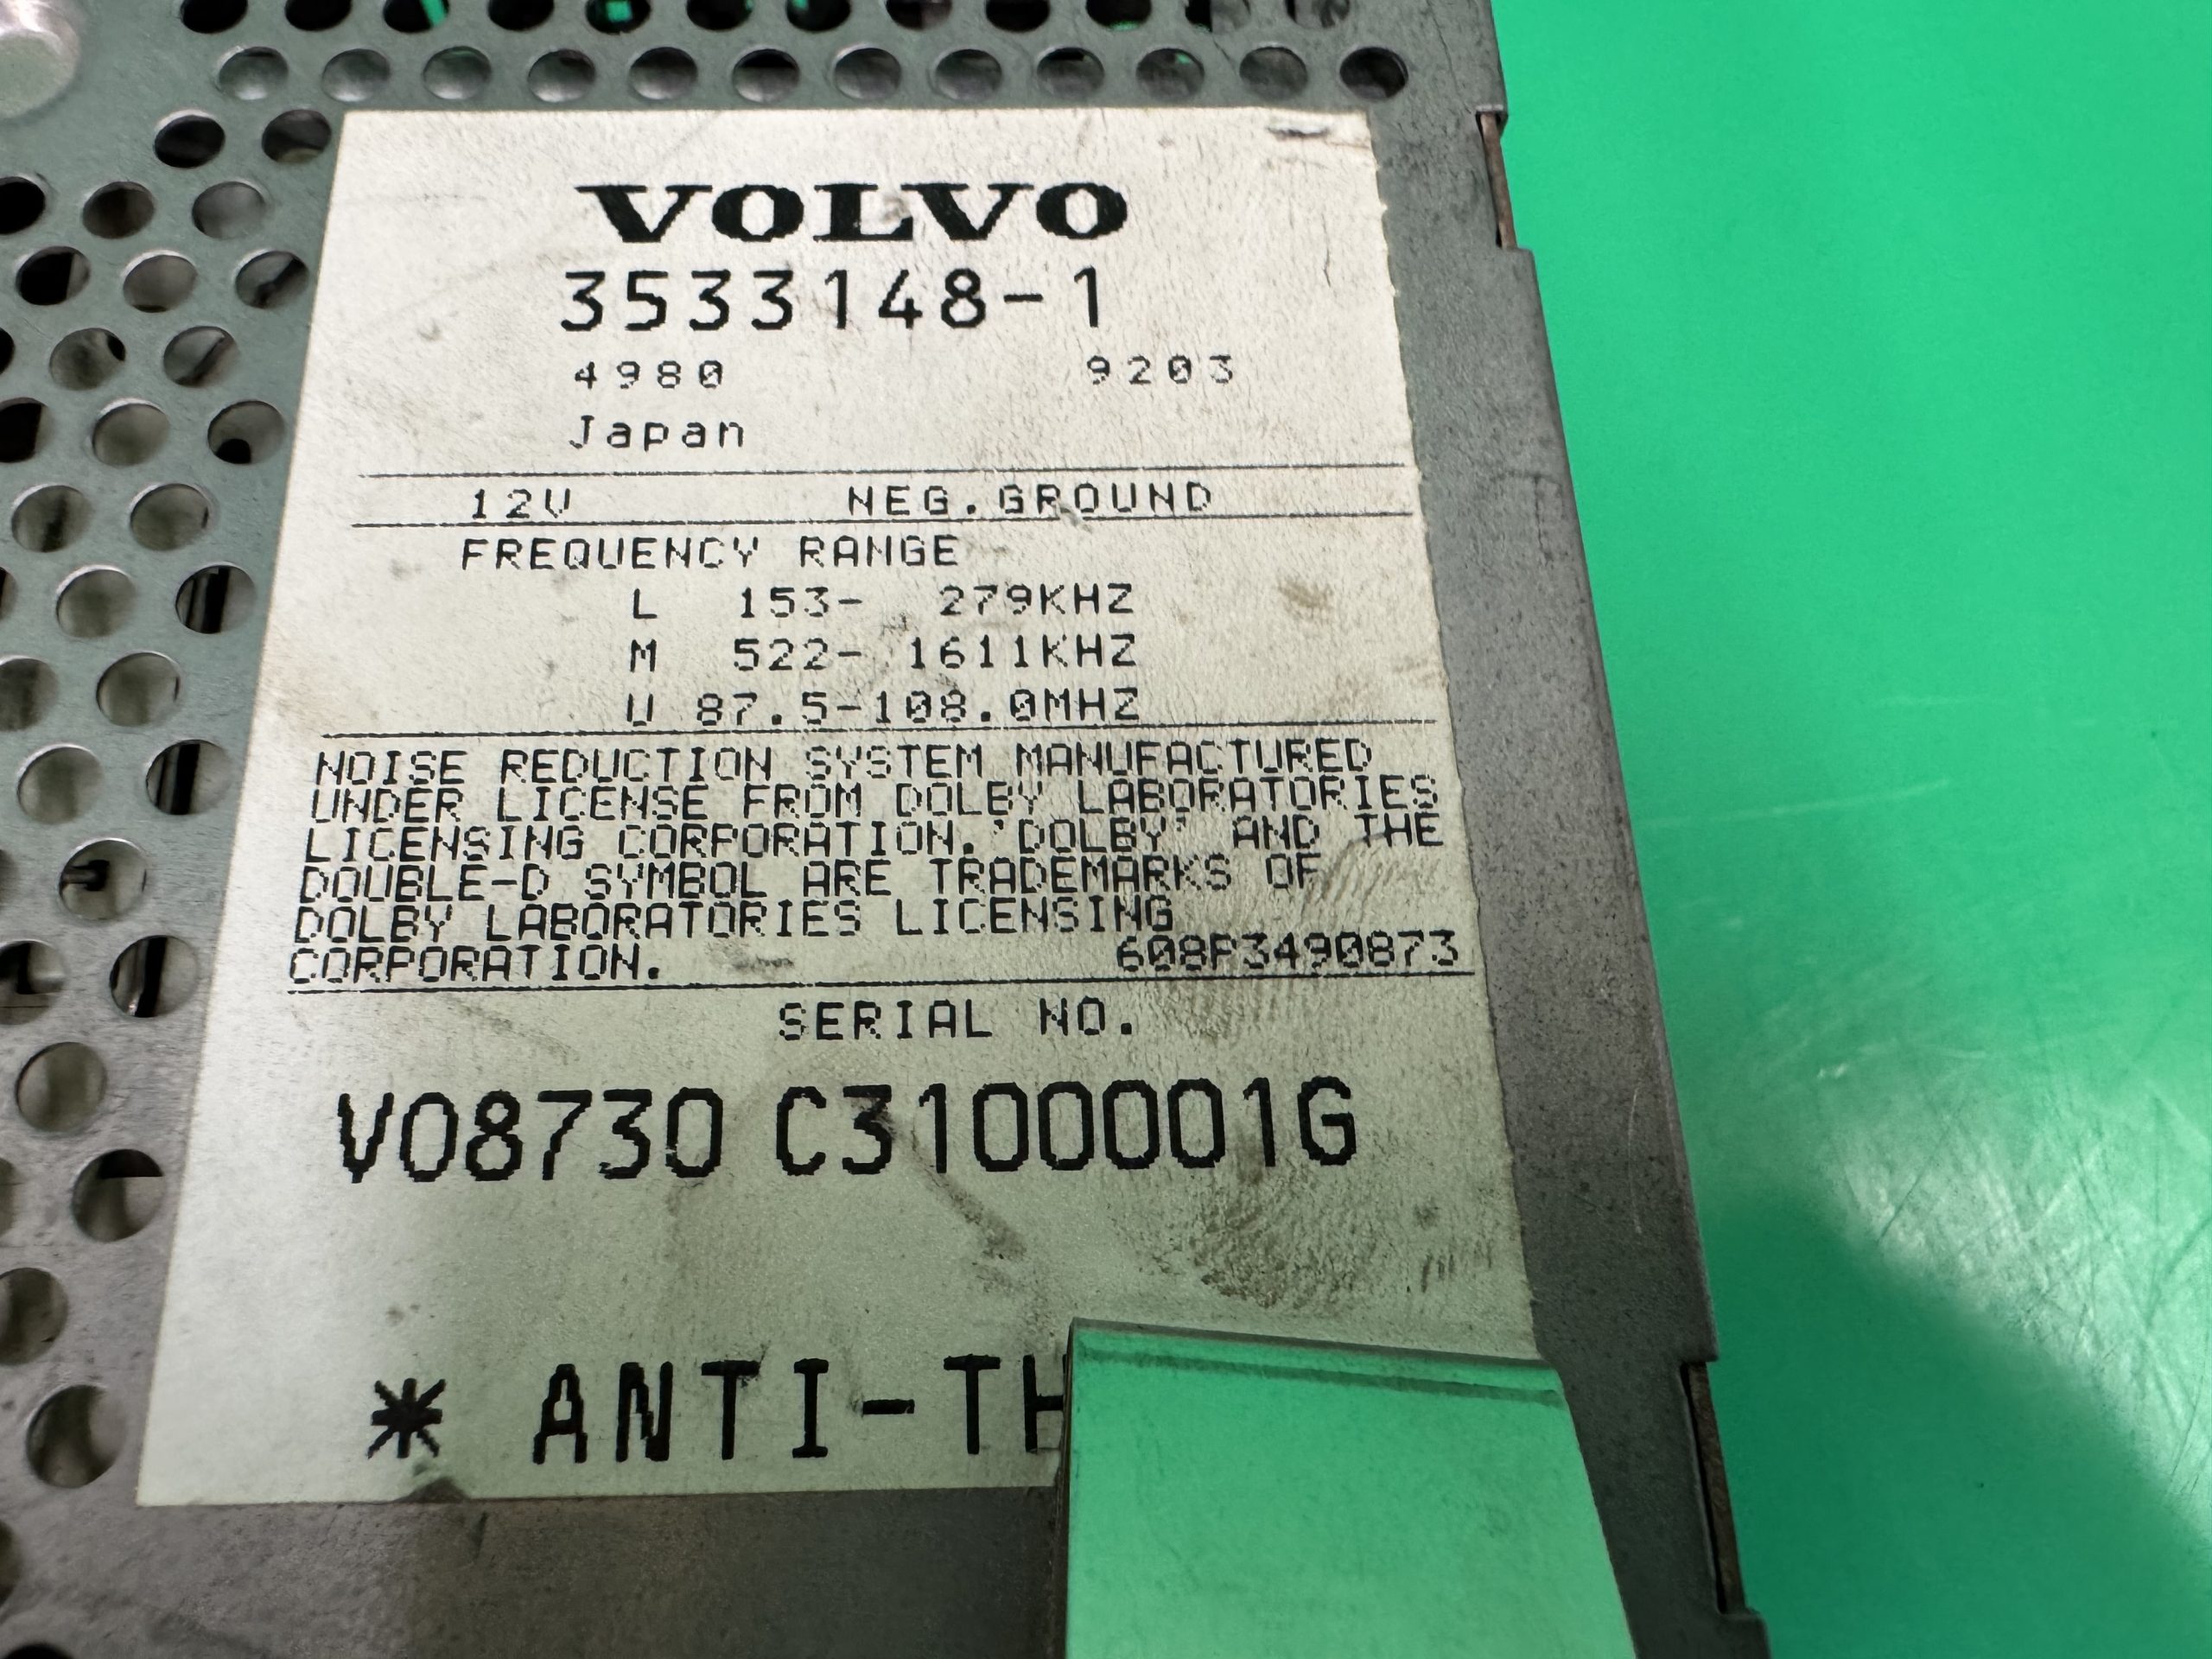 VOLVO
3533148-1
4980 9203
Japan
12V NEG.GROUND
FREQUENCY RANGE
L 153- 279KHZ
M 522- 1611KHZ
U 87.5-108.0MHZ
NOISE REDUCTION SYSTEM MANUFACTURED
UNDER LICENSE FROM DOLBY LABORATORIES
LICENSING CORPORATION.'DOLBY' AND THE
DOUBLE-D SYMBOL ARE TRADEMARKS OF
DOLBY LABORATORIES LICENSING
CORPORATION. 608P3490873
SERIAL NO.
V08730 C3100001G
* ANTI-TH